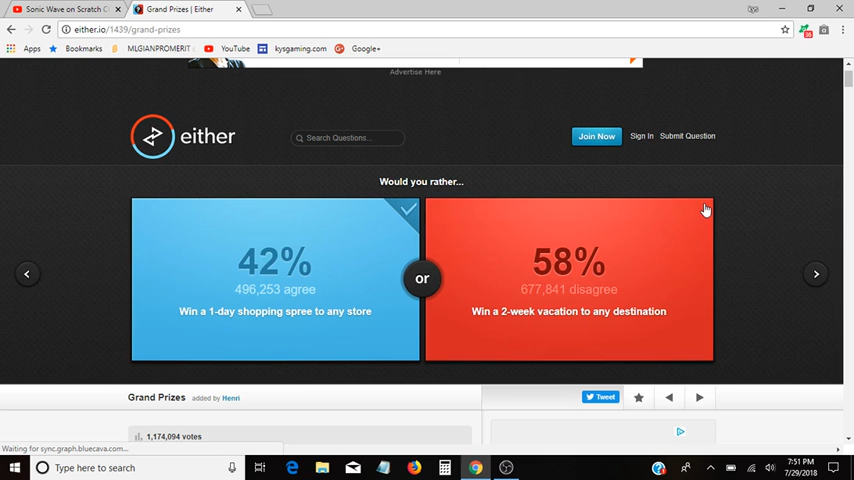 Sonic Wave on Scratch C
Grand Prizes | Either
either.io/1439/grand-prizes
Apps
Bookmarks
MLGIANPROMERIT
YouTube
kysgaming.com
Google+
Advertise Here
either
Search Questions...
Join Now
Sign In
Submit Question
Would you rather...
42%
496,253 agree
Win a 1-day shopping spree to any store
or
58%
677,841 disagree
Win a 2-week vacation to any destination
Grand Prizes
added by Henri
Tweet
1,174,094 votes
Waiting for sync.graph.bluecava.com...
Type here to search
7:51 PM
7/29/2018